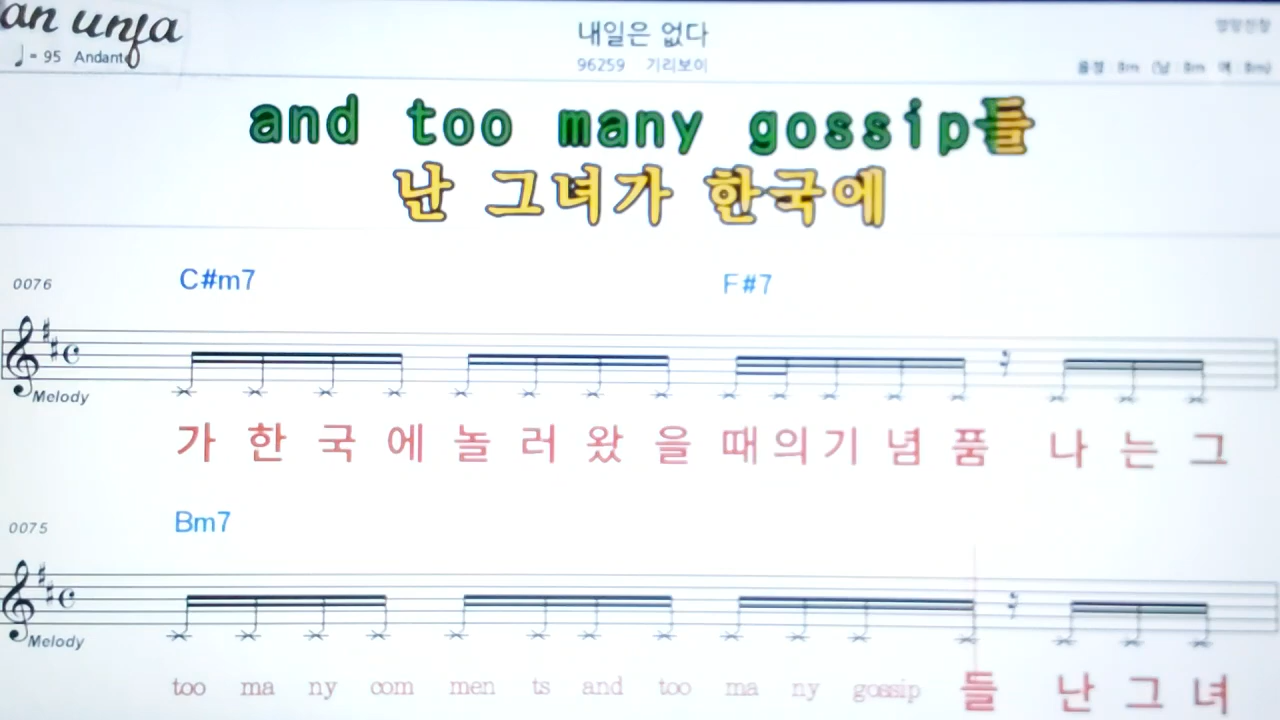 an unfa
♩= 95 Andante
내일은 없다
96259 기리보이
and too many gossip들
난 그녀가 한국에
0076
C#m7 F#7
Melody
가 한 국 에 놀 러 왔 을 때 의 기 념 품 나 는 그
0075
Bm7
Melody
too ma ny com men ts and too ma ny gossip 들 난 그 녀